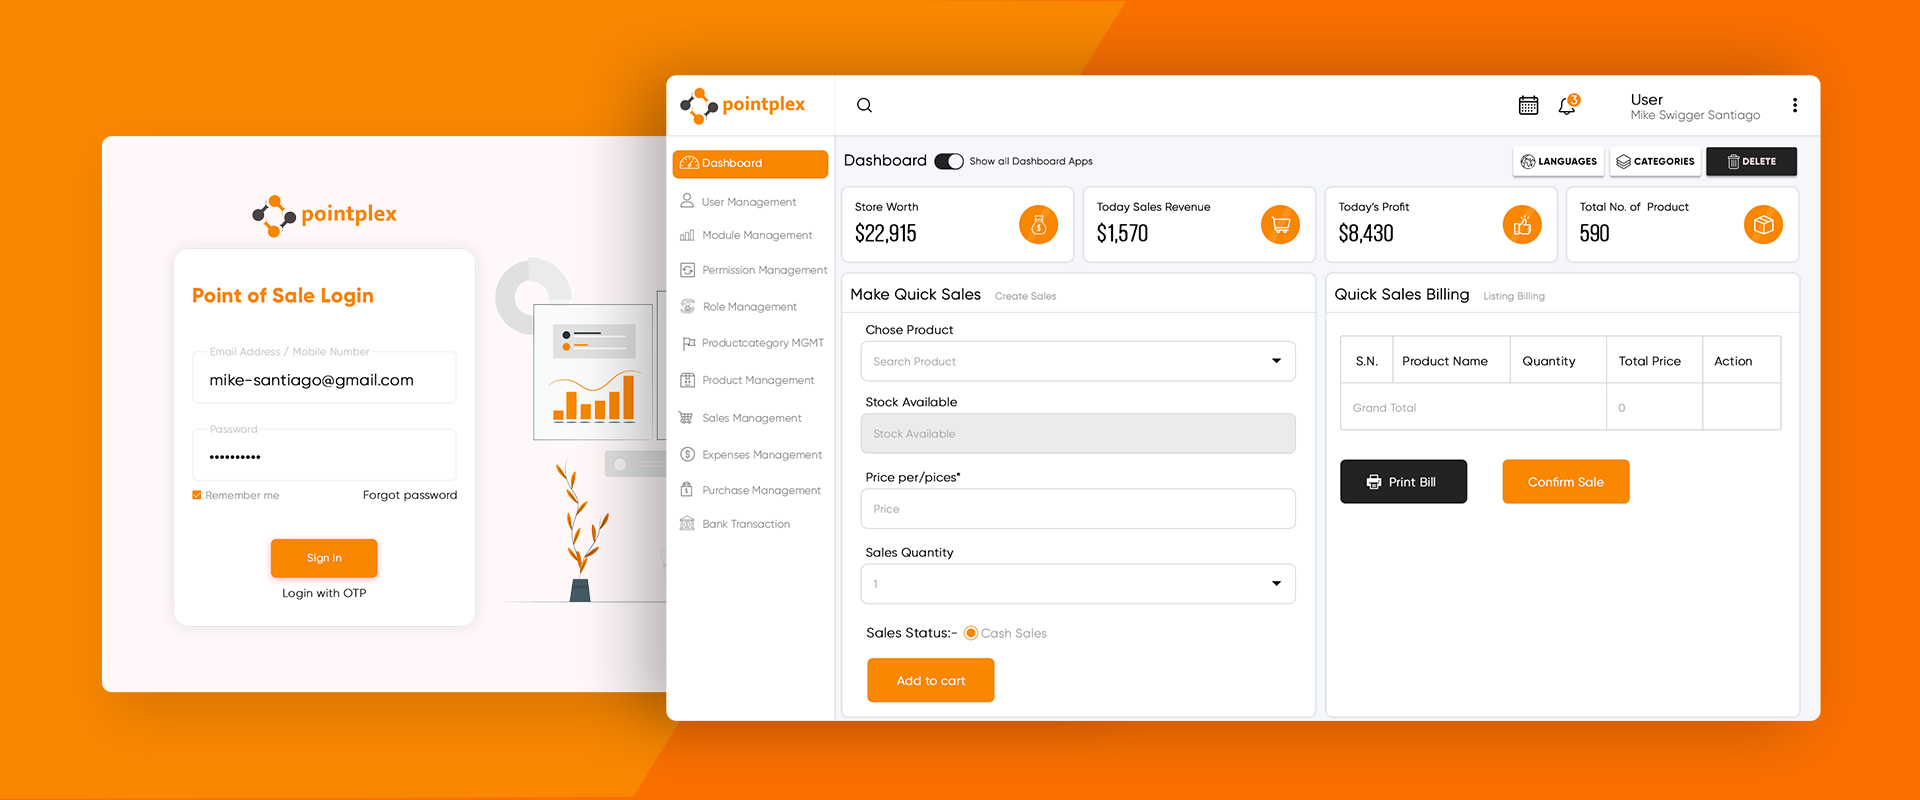 pointplex
Point of Sale Login
Email Address / Mobile Number
mike-santiago@gmail.com
Password
••••••••••
Remember me
Forgot password
Sign In
Login with OTP
pointplex
3
User
Mike Swigger Santiago
Dashboard
User Management
Module Management
Permission Management
Role Management
Productcategory MGMT
Product Management
Sales Management
Expenses Management
Purchase Management
Bank Transaction
Dashboard Show all Dashboard Apps
LANGUAGES
CATEGORIES
DELETE
Store Worth
$22,915
Today Sales Revenue
$1,570
Today's Profit
$8,430
Total No. of Product
590
Make Quick Sales Create Sales
Chose Product
Search Product
Stock Available
Stock Available
Price per/pices*
Price
Sales Quantity
1
Sales Status:- Cash Sales
Add to cart
Quick Sales Billing Listing Billing
S.N. Product Name Quantity Total Price Action
Grand Total 0
Print Bill
Confirm Sale